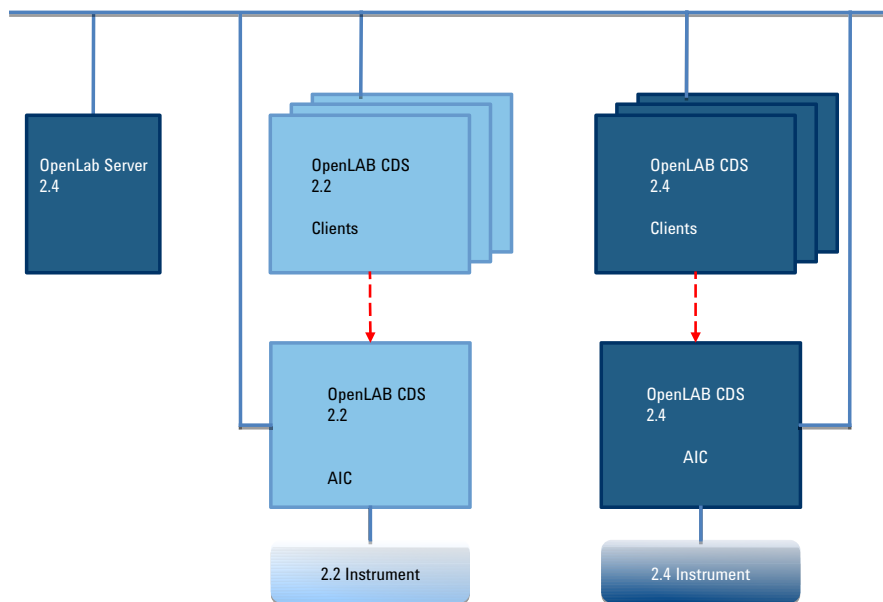 OpenLab Server
2.4
OpenLAB CDS
2.2
Clients
OpenLAB CDS
2.4
Clients
OpenLAB CDS
2.2
AIC
OpenLAB CDS
2.4
AIC
2.2 Instrument
2.4 Instrument